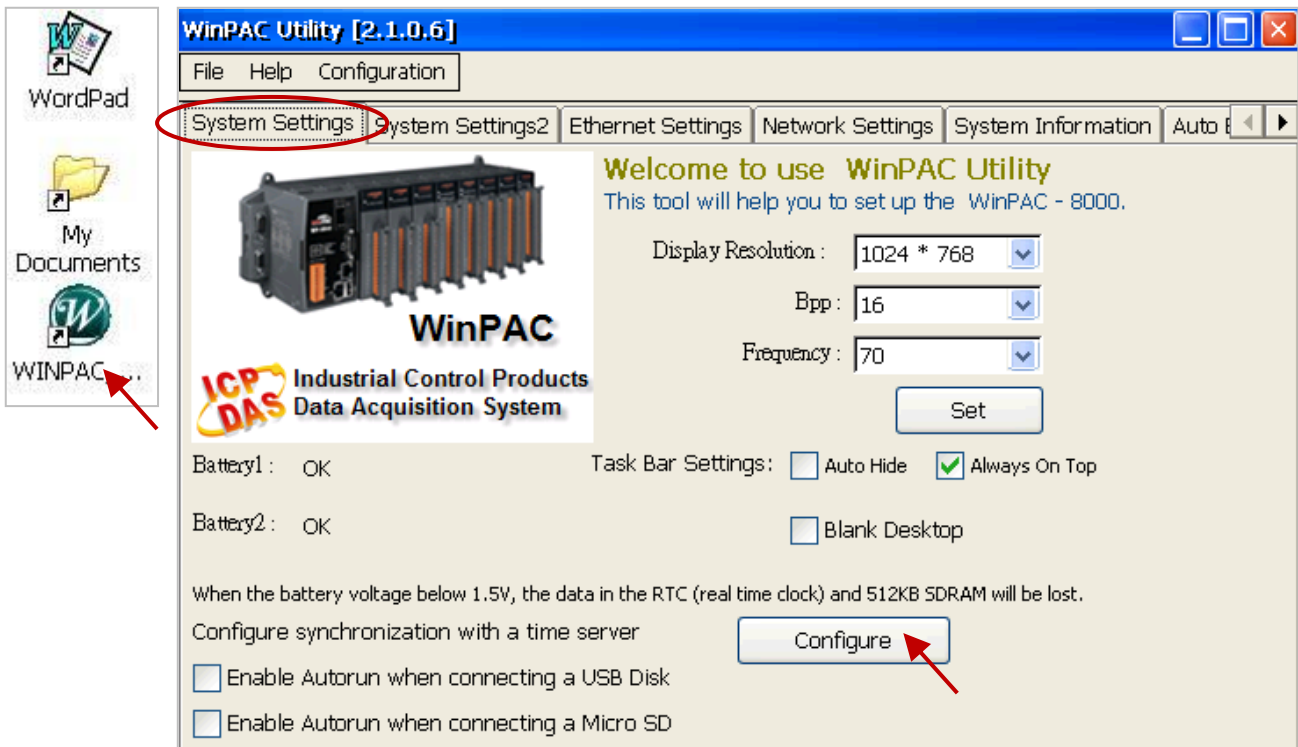 WordPad
My
Documents
WINPAC ...
WinPAC Utility [2.1.0.6]
File Help Configuration
System Settings System Settings2 Ethernet Settings Network Settings System Information Auto
Welcome to use WinPAC Utility
This tool will help you to set up the WinPAC - 8000.
Display Resolution : 1024 * 768
Bpp : 16
Frequency : 70
Set
WinPAC
ICP DAS
Industrial Control Products
Data Acquisition System
Battery1 : OK
Task Bar Settings: Auto Hide Always On Top
Battery2 : OK
Blank Desktop
When the battery voltage below 1.5V, the data in the RTC (real time clock) and 512KB SDRAM will be lost.
Configure synchronization with a time server Configure
Enable Autorun when connecting a USB Disk
Enable Autorun when connecting a Micro SD